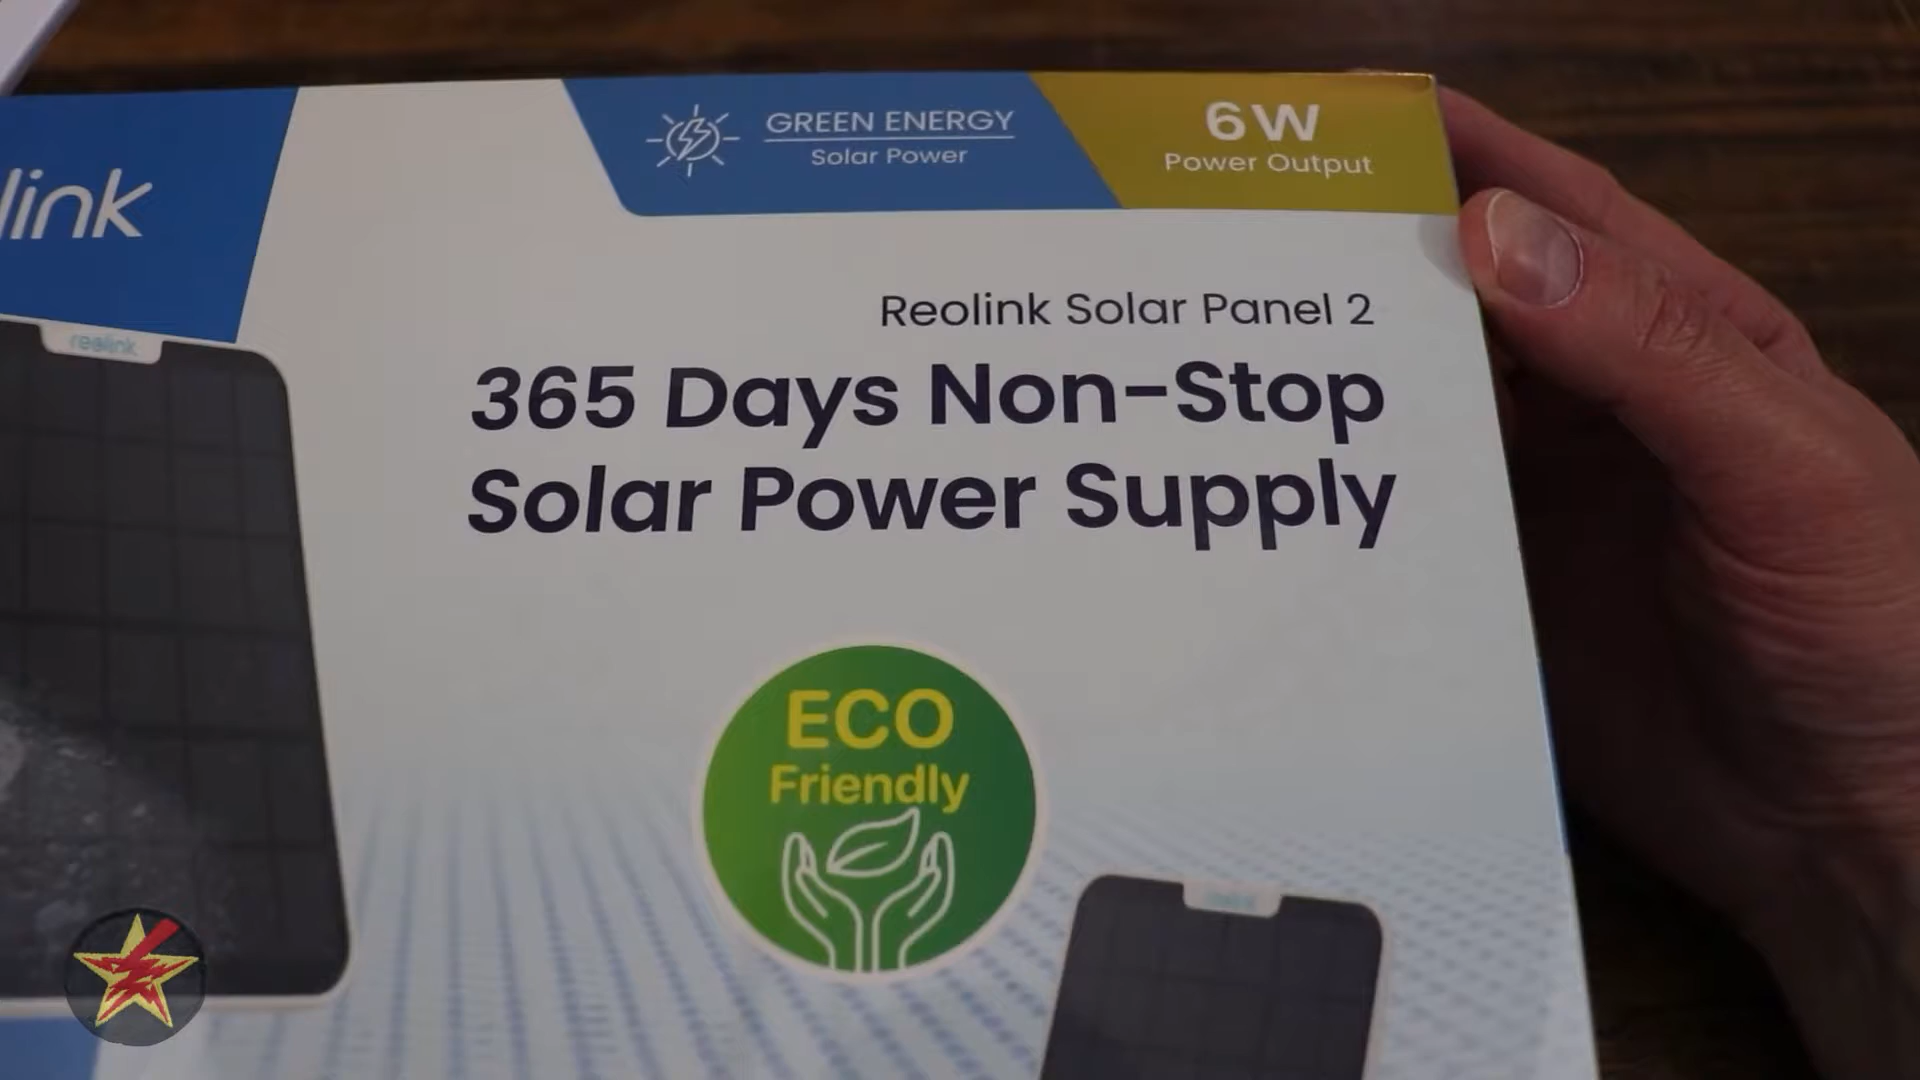 GREEN ENERGY
Solar Power
6W
Power Output
link
reolink
Reolink Solar Panel 2
365 Days Non-Stop
Solar Power Supply
ECO
Friendly